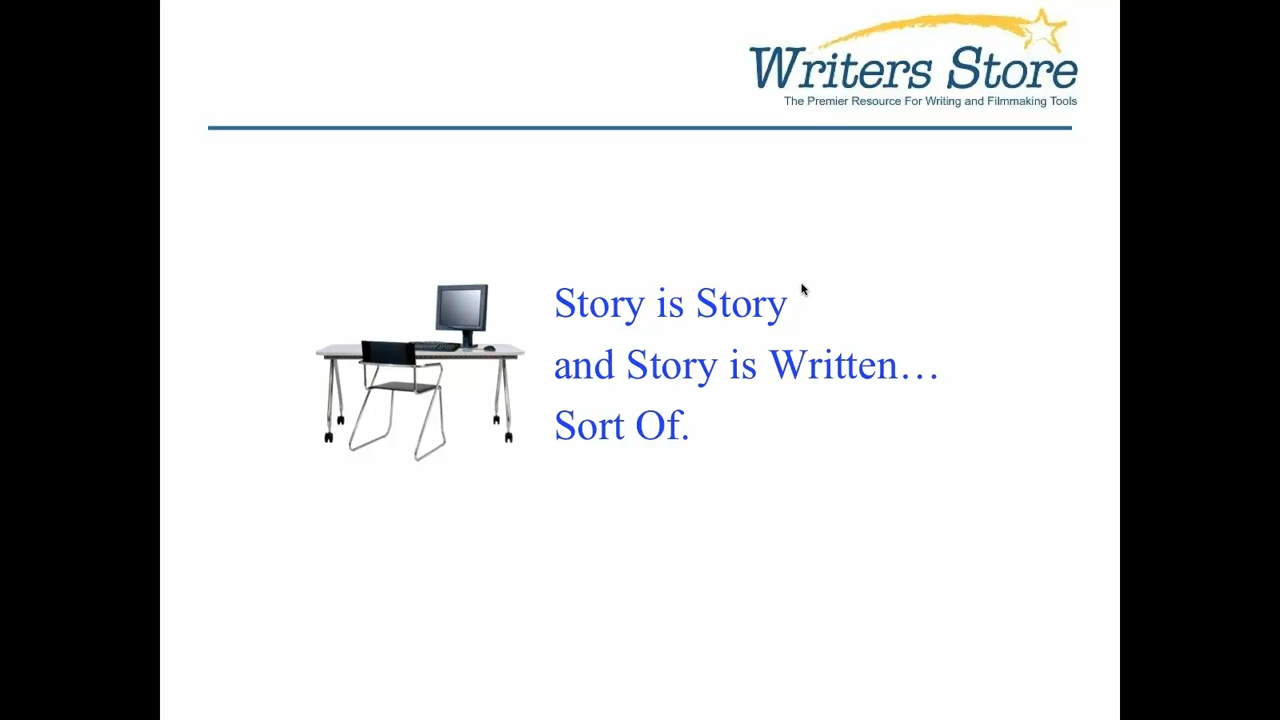 Writers Store
The Premier Resource For Writing and Filmmaking Tools
Story is Story
and Story is Written…
Sort Of.